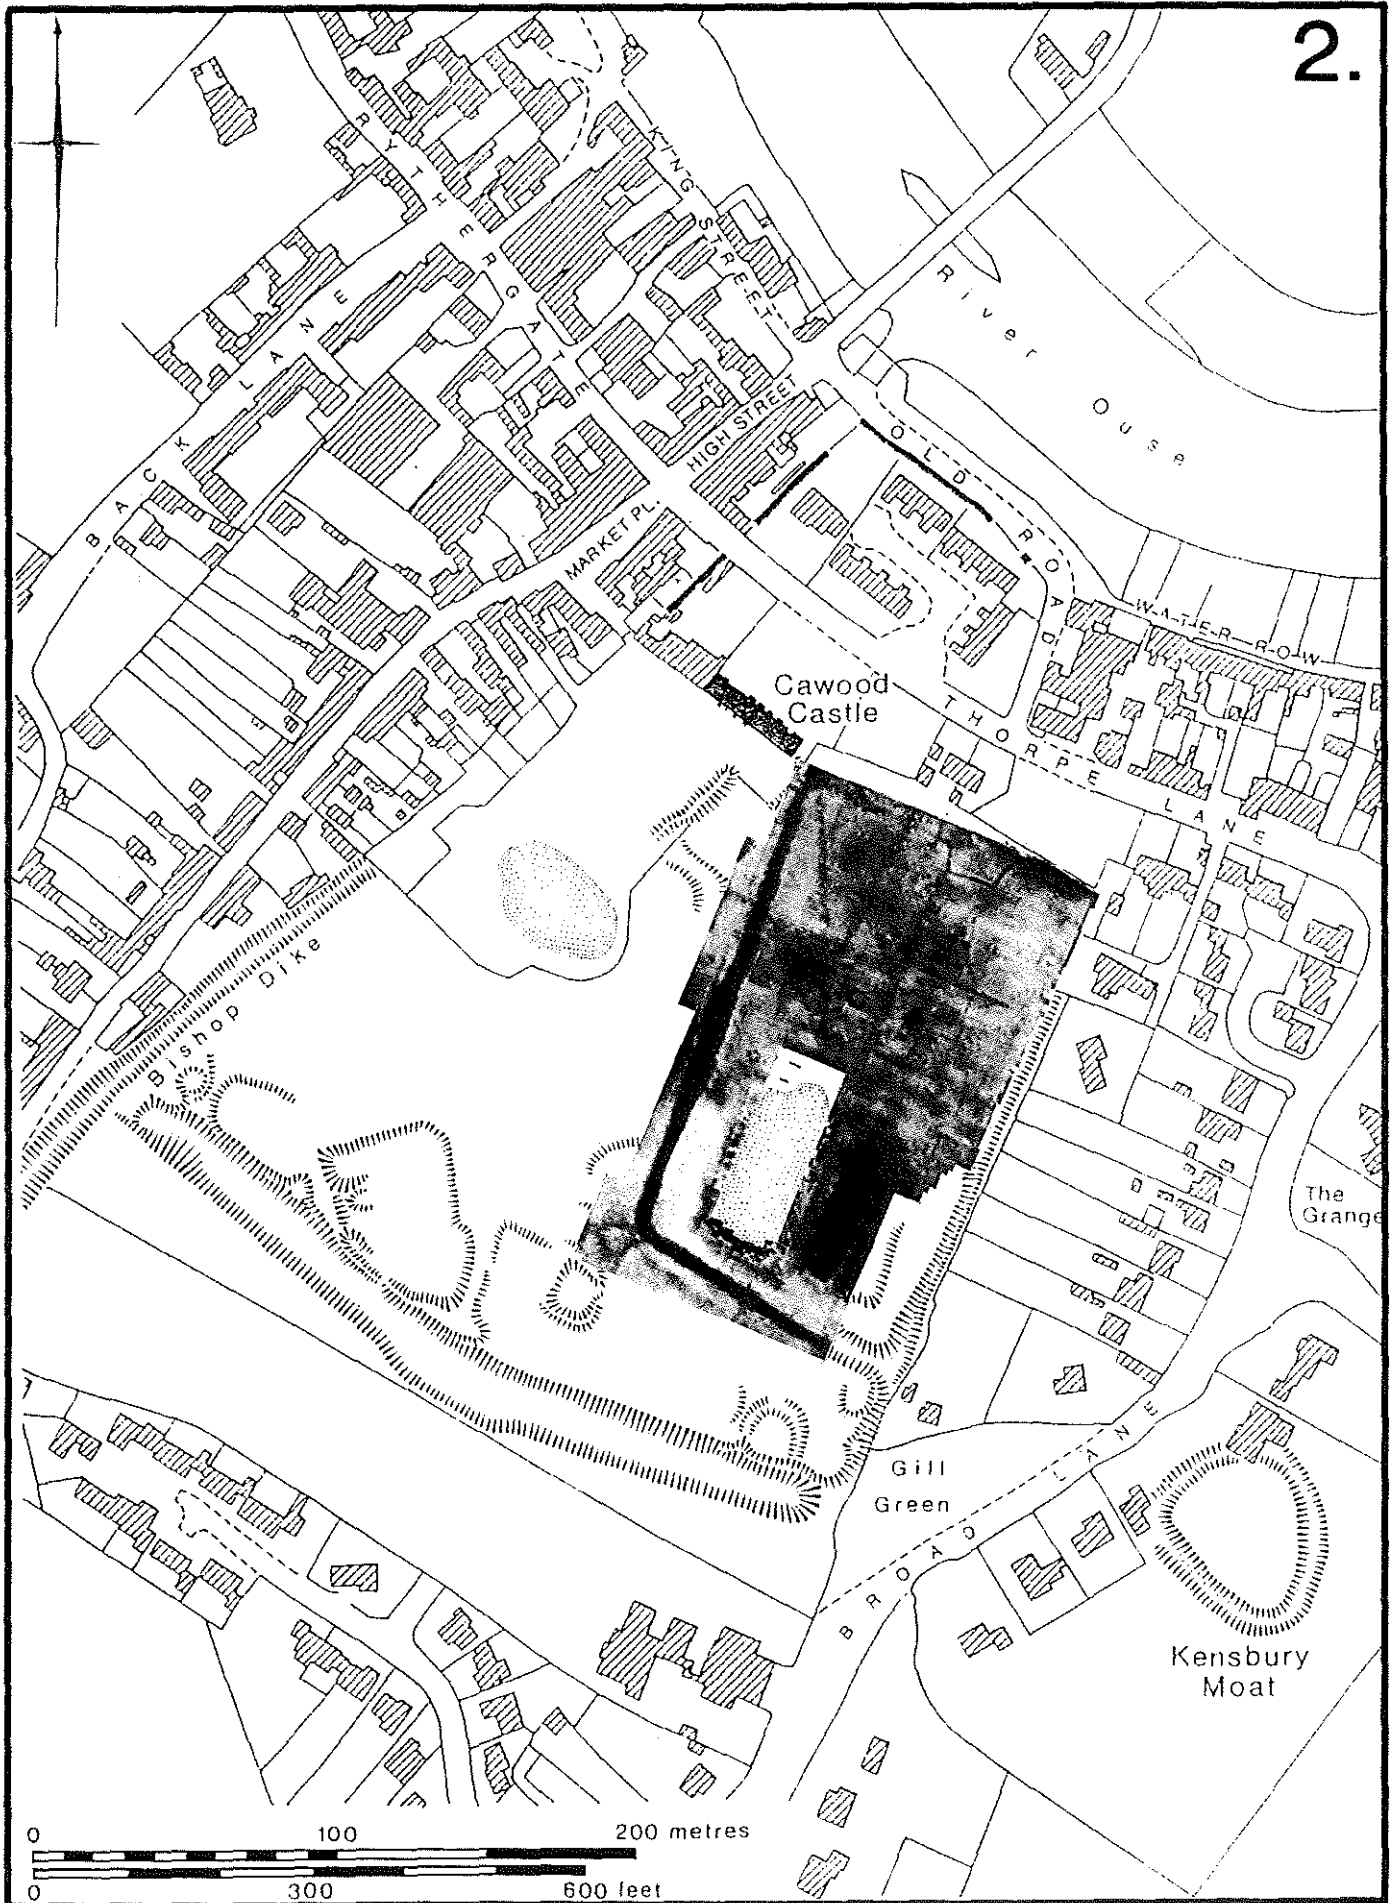 2.
RYTHERGATE
KING STREET
BACK LANE
River Ouse
HIGH STREET
OLD ROAD
MARKET PL.
WATER ROW
Cawood
Castle
THORPE LANE
Bishop Dike
The
Grange
Gill
Green
BROAD LANE
Kensbury
Moat
0 100 200 metres
0 300 600 feet